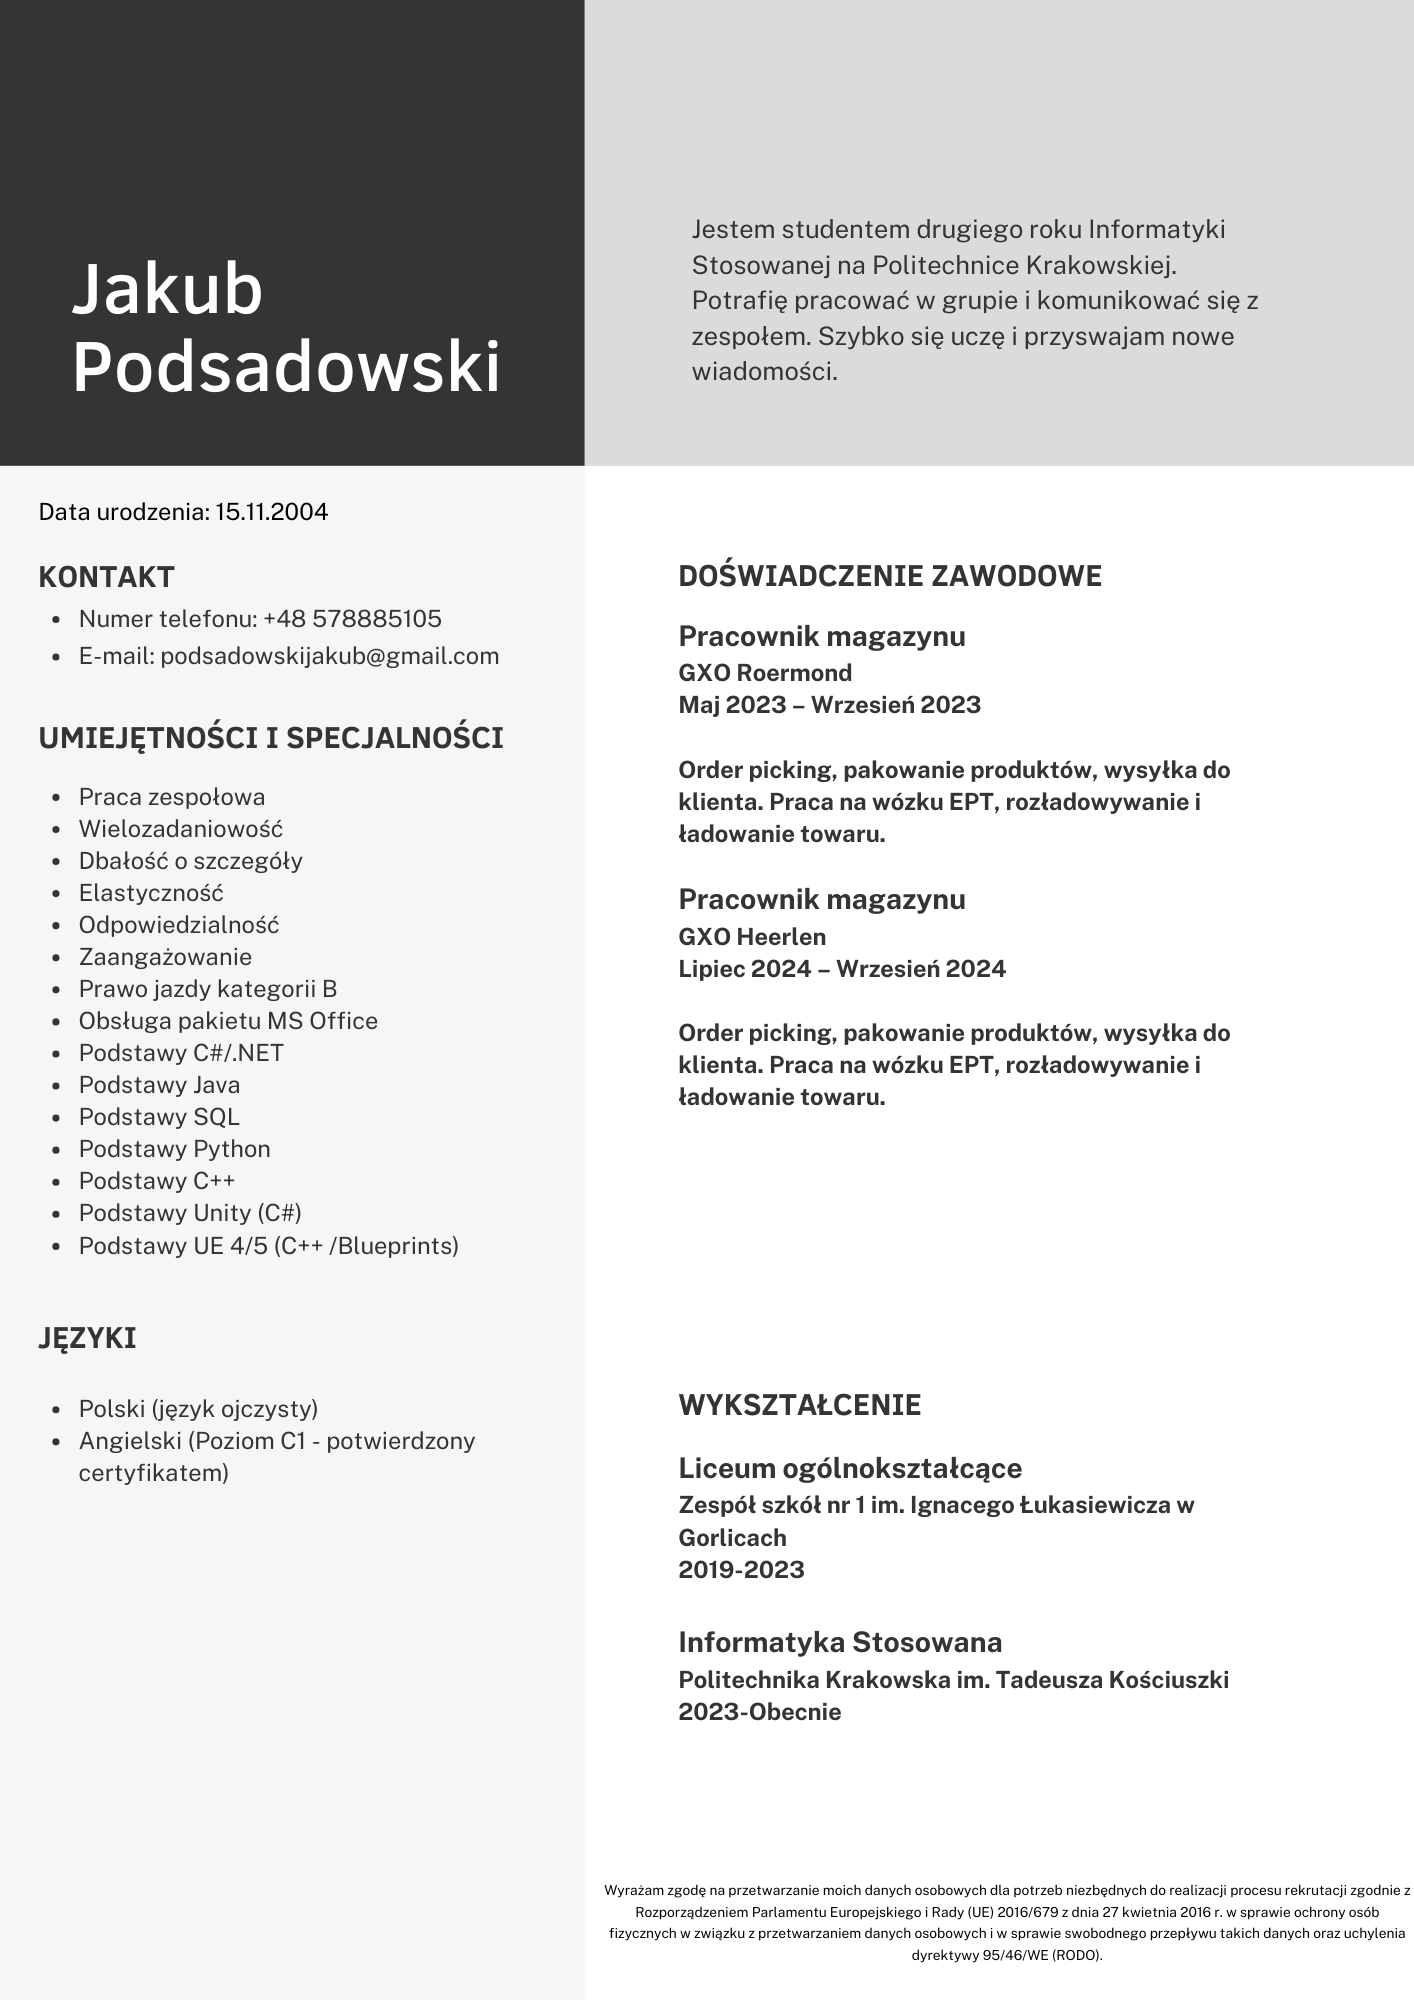 Jakub
Podsadowski
Jestem studentem drugiego roku Informatyki
Stosowanej na Politechnice Krakowskiej.
Potrafię pracować w grupie i komunikować się z
zespołem. Szybko się uczę i przyswajam nowe
wiadomości.
Data urodzenia: 15.11.2004
KONTAKT
• Numer telefonu: +48 578885105
• E-mail: podsadowskijakub@gmail.com
UMIEJĘTNOŚCI I SPECJALNOŚCI
• Praca zespołowa
• Wielozadaniowość
• Dbałość o szczegóły
• Elastyczność
• Odpowiedzialność
• Zaangażowanie
• Prawo jazdy kategorii B
• Obsługa pakietu MS Office
• Podstawy C#/.NET
• Podstawy Java
• Podstawy SQL
• Podstawy Python
• Podstawy C++
• Podstawy Unity (C#)
• Podstawy UE 4/5 (C++ /Blueprints)
JĘZYKI
• Polski (język ojczysty)
• Angielski (Poziom C1 - potwierdzony
certyfikatem)
DOŚWIADCZENIE ZAWODOWE
Pracownik magazynu
GXO Roermond
Maj 2023 – Wrzesień 2023
Order picking, pakowanie produktów, wysyłka do
klienta. Praca na wózku EPT, rozładowywanie i
ładowanie towaru.
Pracownik magazynu
GXO Heerlen
Lipiec 2024 – Wrzesień 2024
Order picking, pakowanie produktów, wysyłka do
klienta. Praca na wózku EPT, rozładowywanie i
ładowanie towaru.
WYKSZTAŁCENIE
Liceum ogólnokształcące
Zespół szkół nr 1 im. Ignacego Łukasiewicza w
Gorlicach
2019-2023
Informatyka Stosowana
Politechnika Krakowska im. Tadeusza Kościuszki
2023-Obecnie
Wyrażam zgodę na przetwarzanie moich danych osobowych dla potrzeb niezbędnych do realizacji procesu rekrutacji zgodnie z
Rozporządzeniem Parlamentu Europejskiego i Rady (UE) 2016/679 z dnia 27 kwietnia 2016 r. w sprawie ochrony osób
fizycznych w związku z przetwarzaniem danych osobowych i w sprawie swobodnego przepływu takich danych oraz uchylenia
dyrektywy 95/46/WE (RODO).